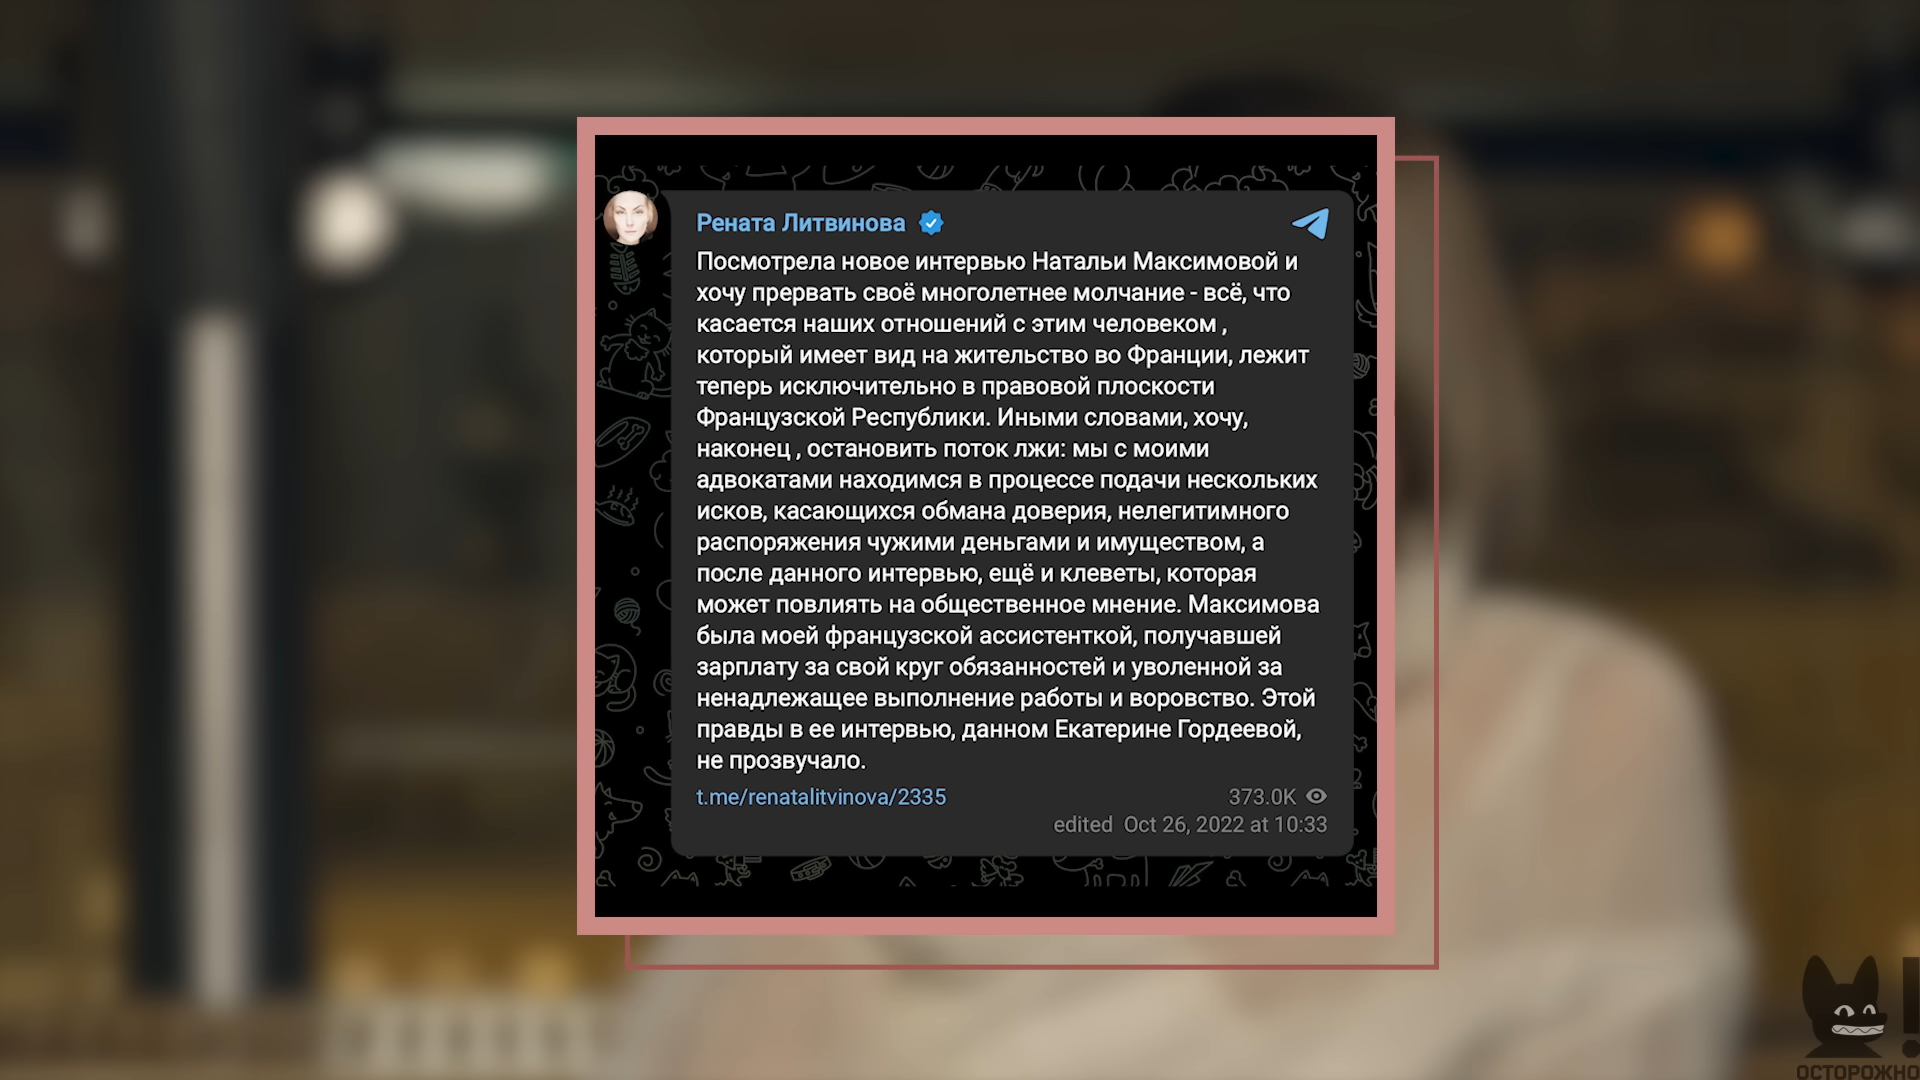 Рената Литвинова
Посмотрела новое интервью Натальи Максимовой и
хочу прервать своё многолетнее молчание - всё, что
касается наших отношений с этим человеком ,
который имеет вид на жительство во Франции, лежит
теперь исключительно в правовой плоскости
Французской Республики. Иными словами, хочу,
наконец , остановить поток лжи: мы с моими
адвокатами находимся в процессе подачи нескольких
исков, касающихся обмана доверия, нелегитимного
распоряжения чужими деньгами и имуществом, а
после данного интервью, ещё и клеветы, которая
может повлиять на общественное мнение. Максимова
была моей французской ассистенткой, получавшей
зарплату за свой круг обязанностей и уволенной за
ненадлежащее выполнение работы и воровство. Этой
правды в ее интервью, данном Екатерине Гордеевой,
не прозвучало.
t.me/renatalitvinova/2335 373.0K
edited Oct 26, 2022 at 10:33
ОСТОРОЖНО